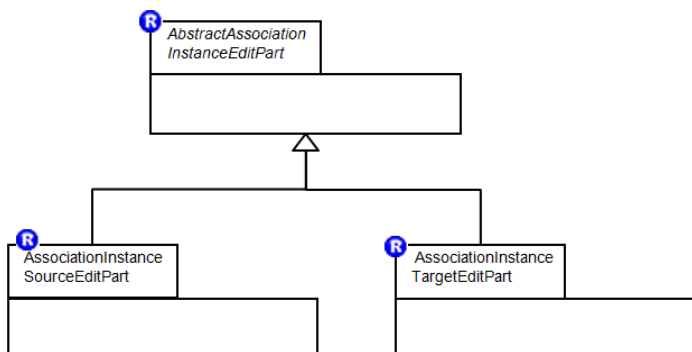 R
AbstractAssociation
InstanceEditPart
R
AssociationInstance
SourceEditPart
R
AssociationInstance
TargetEditPart